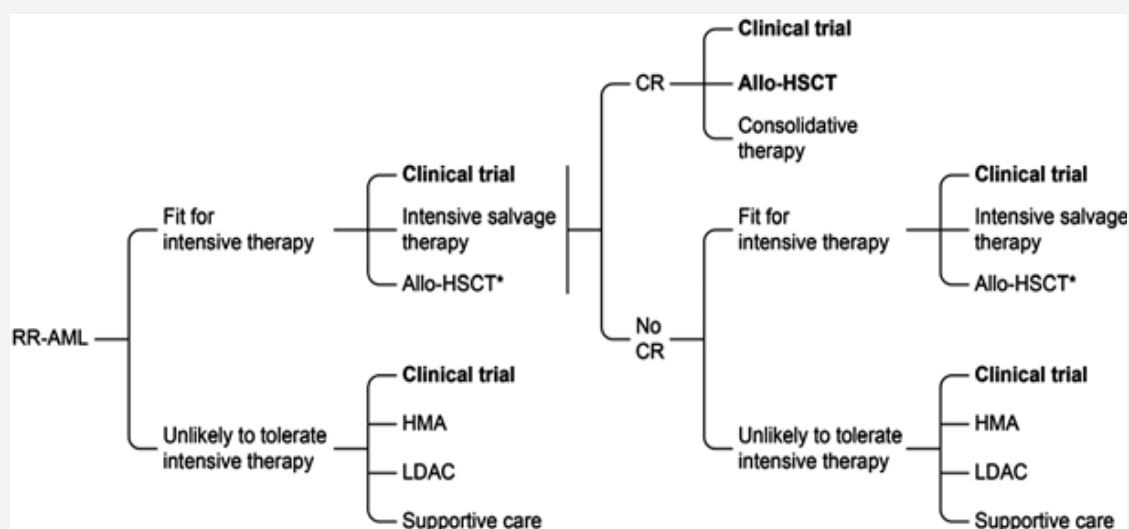 RR-AML
Fit for
intensive therapy
Clinical trial
Intensive salvage
therapy
Allo-HSCT*
Unlikely to tolerate
intensive therapy
Clinical trial
HMA
LDAC
Supportive care
CR
Clinical trial
Allo-HSCT
Consolidative
therapy
No
CR
Fit for
intensive therapy
Clinical trial
Intensive salvage
therapy
Allo-HSCT*
Unlikely to tolerate
intensive therapy
Clinical trial
HMA
LDAC
Supportive care